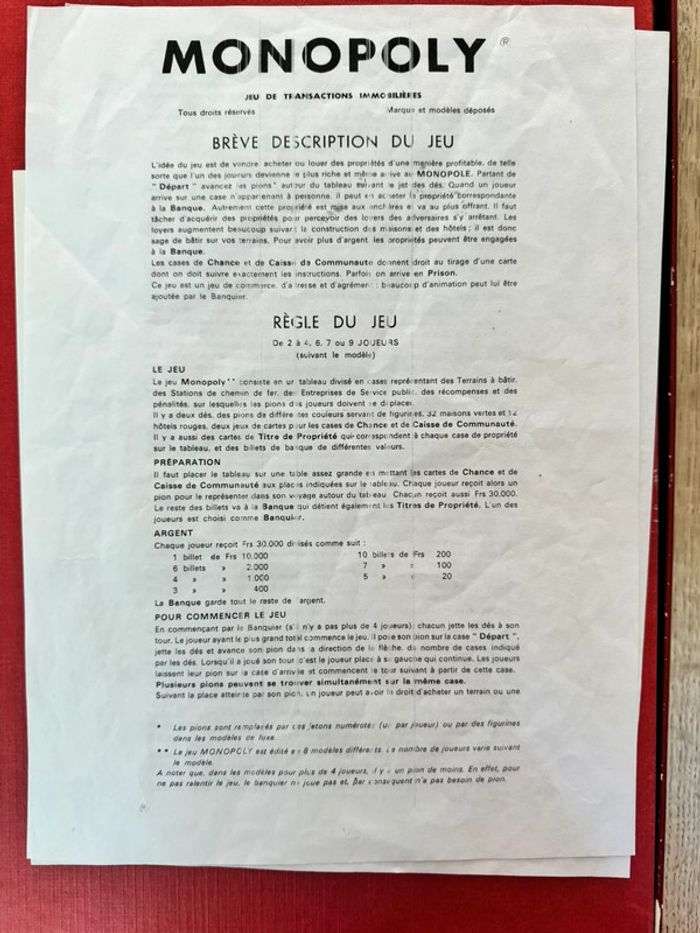 MONOPOLY ®
JEU DE TRANSACTIONS IMMOBILIÈRES
Tous droits réservés Marque et modèles déposés
BRÈVE DESCRIPTION DU JEU
L'idée du jeu est de vendre, acheter ou louer des propriétés d'une manière profitable, de telle
sorte que l'un des joueurs devienne le plus riche et même arrive au MONOPOLE. Partant de
"Départ" avancez les pions* autour du tableau suivant le jet des dés. Quand un joueur
arrive sur une case n'appartenant à personne, il peut en acheter la propriété correspondante
à la Banque. Autrement cette propriété est mise aux enchères et va au plus offrant. Il faut
tâcher d'acquérir des propriétés pour percevoir des loyers des adversaires s'y arrêtant. Les
loyers augmentent beaucoup suivant la construction des maisons et des hôtels ; il est donc
sage de bâtir sur vos terrains. Pour avoir plus d'argent, les propriétés peuvent être engagées
à la Banque.
Les cases de Chance et de Caisse de Communauté donnent droit au tirage d'une carte
dont on doit suivre exactement les instructions. Parfois on arrive en Prison.
Ce jeu est un jeu de commerce, d'adresse et d'agrément ; beaucoup d'animation peut lui être
ajoutée par le Banquier.
RÈGLE DU JEU
De 2 à 4, 6, 7 ou 9 JOUEURS
(suivant le modèle)
LE JEU
Le jeu Monopoly** consiste en un tableau divisé en cases représentant des Terrains à bâtir,
des Stations de chemin de fer, des Entreprises de Service public, des récompenses et des
pénalités, sur lesquelles les pions des joueurs doivent se déplacer.
Il y a deux dés, des pions de différentes couleurs servant de figurines, 32 maisons vertes et 12
hôtels rouges, deux jeux de cartes pour les cases de Chance et de Caisse de Communauté.
Il y a aussi des cartes de Titre de Propriété qui correspondent à chaque case de propriété
sur le tableau, et des billets de banque de différentes valeurs.
PRÉPARATION
Il faut placer le tableau sur une table assez grande en mettant les cartes de Chance et de
Caisse de Communauté aux places indiquées sur le tableau. Chaque joueur reçoit alors un
pion pour le représenter dans son voyage autour du tableau. Chacun reçoit aussi Frs 30.000.
Le reste des billets va à la Banque qui détient également les Titres de Propriété. L'un des
joueurs est choisi comme Banquier.
ARGENT
Chaque joueur reçoit Frs 30.000 divisés comme suit :
1 billet de Frs 10.000 10 billets de Frs 200
6 billets » 2.000 7 » « 100
4 » » 1.000 5 » « 20
3 » » 400
La Banque garde tout le reste de l'argent.
POUR COMMENCER LE JEU
En commençant par le Banquier (s'il n'y a pas plus de 4 joueurs); chacun jette les dés à son
tour. Le joueur ayant le plus grand total commence le jeu. Il pose son pion sur la case "Départ",
jette les dés et avance son pion dans la direction de la flèche, du nombre de cases indiqué
par les dés. Lorsqu'il a joué son tour c'est le joueur placé à sa gauche qui continue. Les joueurs
laissent leur pion sur la case d'arrivée et commencent le tour suivant à partir de cette case.
Plusieurs pions peuvent se trouver simultanément sur la même case.
Suivant la place atteinte par son pion, un joueur peut avoir la droit d'acheter un terrain ou une
* Les pions sont remplacés par des jetons numérotés (un par joueur) ou par des figurines
dans les modèles de luxe.
** Le jeu MONOPOLY est édité en 8 modèles différents. Le nombre de joueurs varie suivant
le modèle.
A noter que, dans les modèles pour plus de 4 joueurs, il y a un pion de moins. En effet, pour
ne pas ralentir le jeu, le banquier ne joue pas et, par conséquent n'a pas besoin de pion.